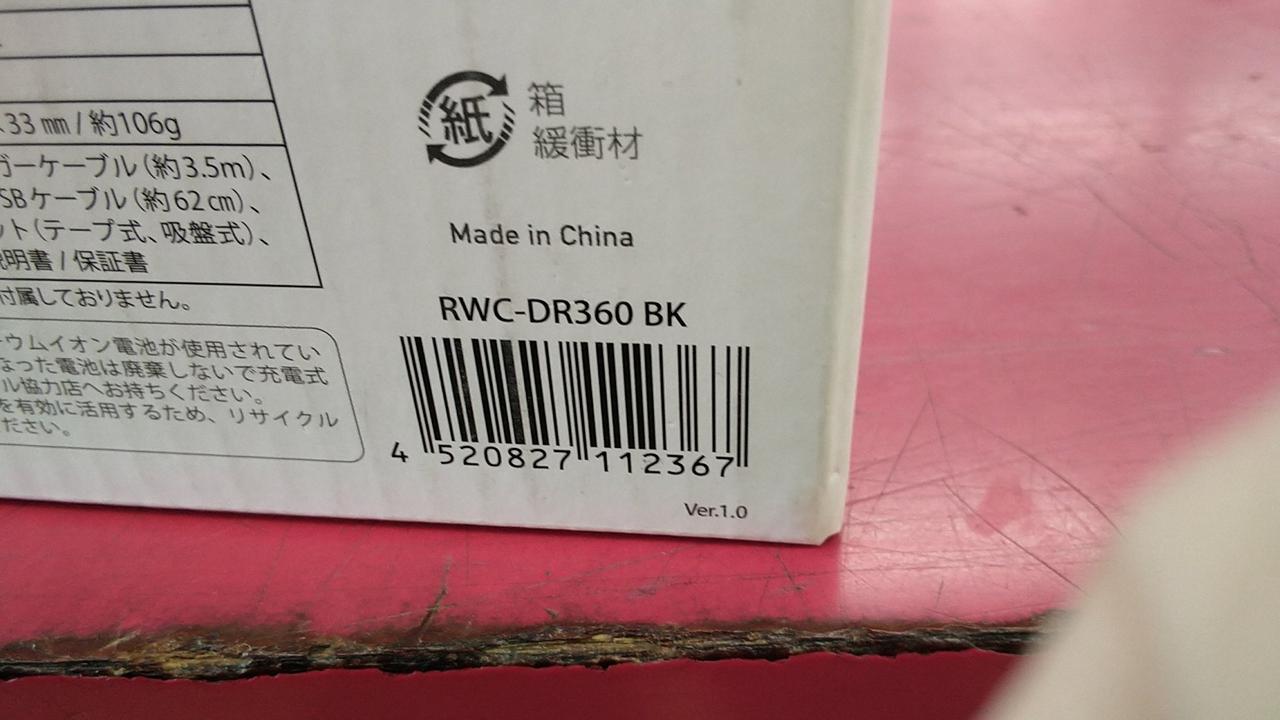 33 mm / 約106g
ガーケーブル（約3.5m）、
SBケーブル（約62cm）、
ット（テープ式、吸盤式）、
説明書 / 保証書
付属しておりません。
ウムイオン電池が使用されてい
なった電池は廃棄しないで充電式
ル協力店へお持ちください。
を有効に活用するため、リサイクル
ださい。
紙
箱
緩衝材
Made in China
RWC-DR360 BK
4 520827 112367
Ver.1.0